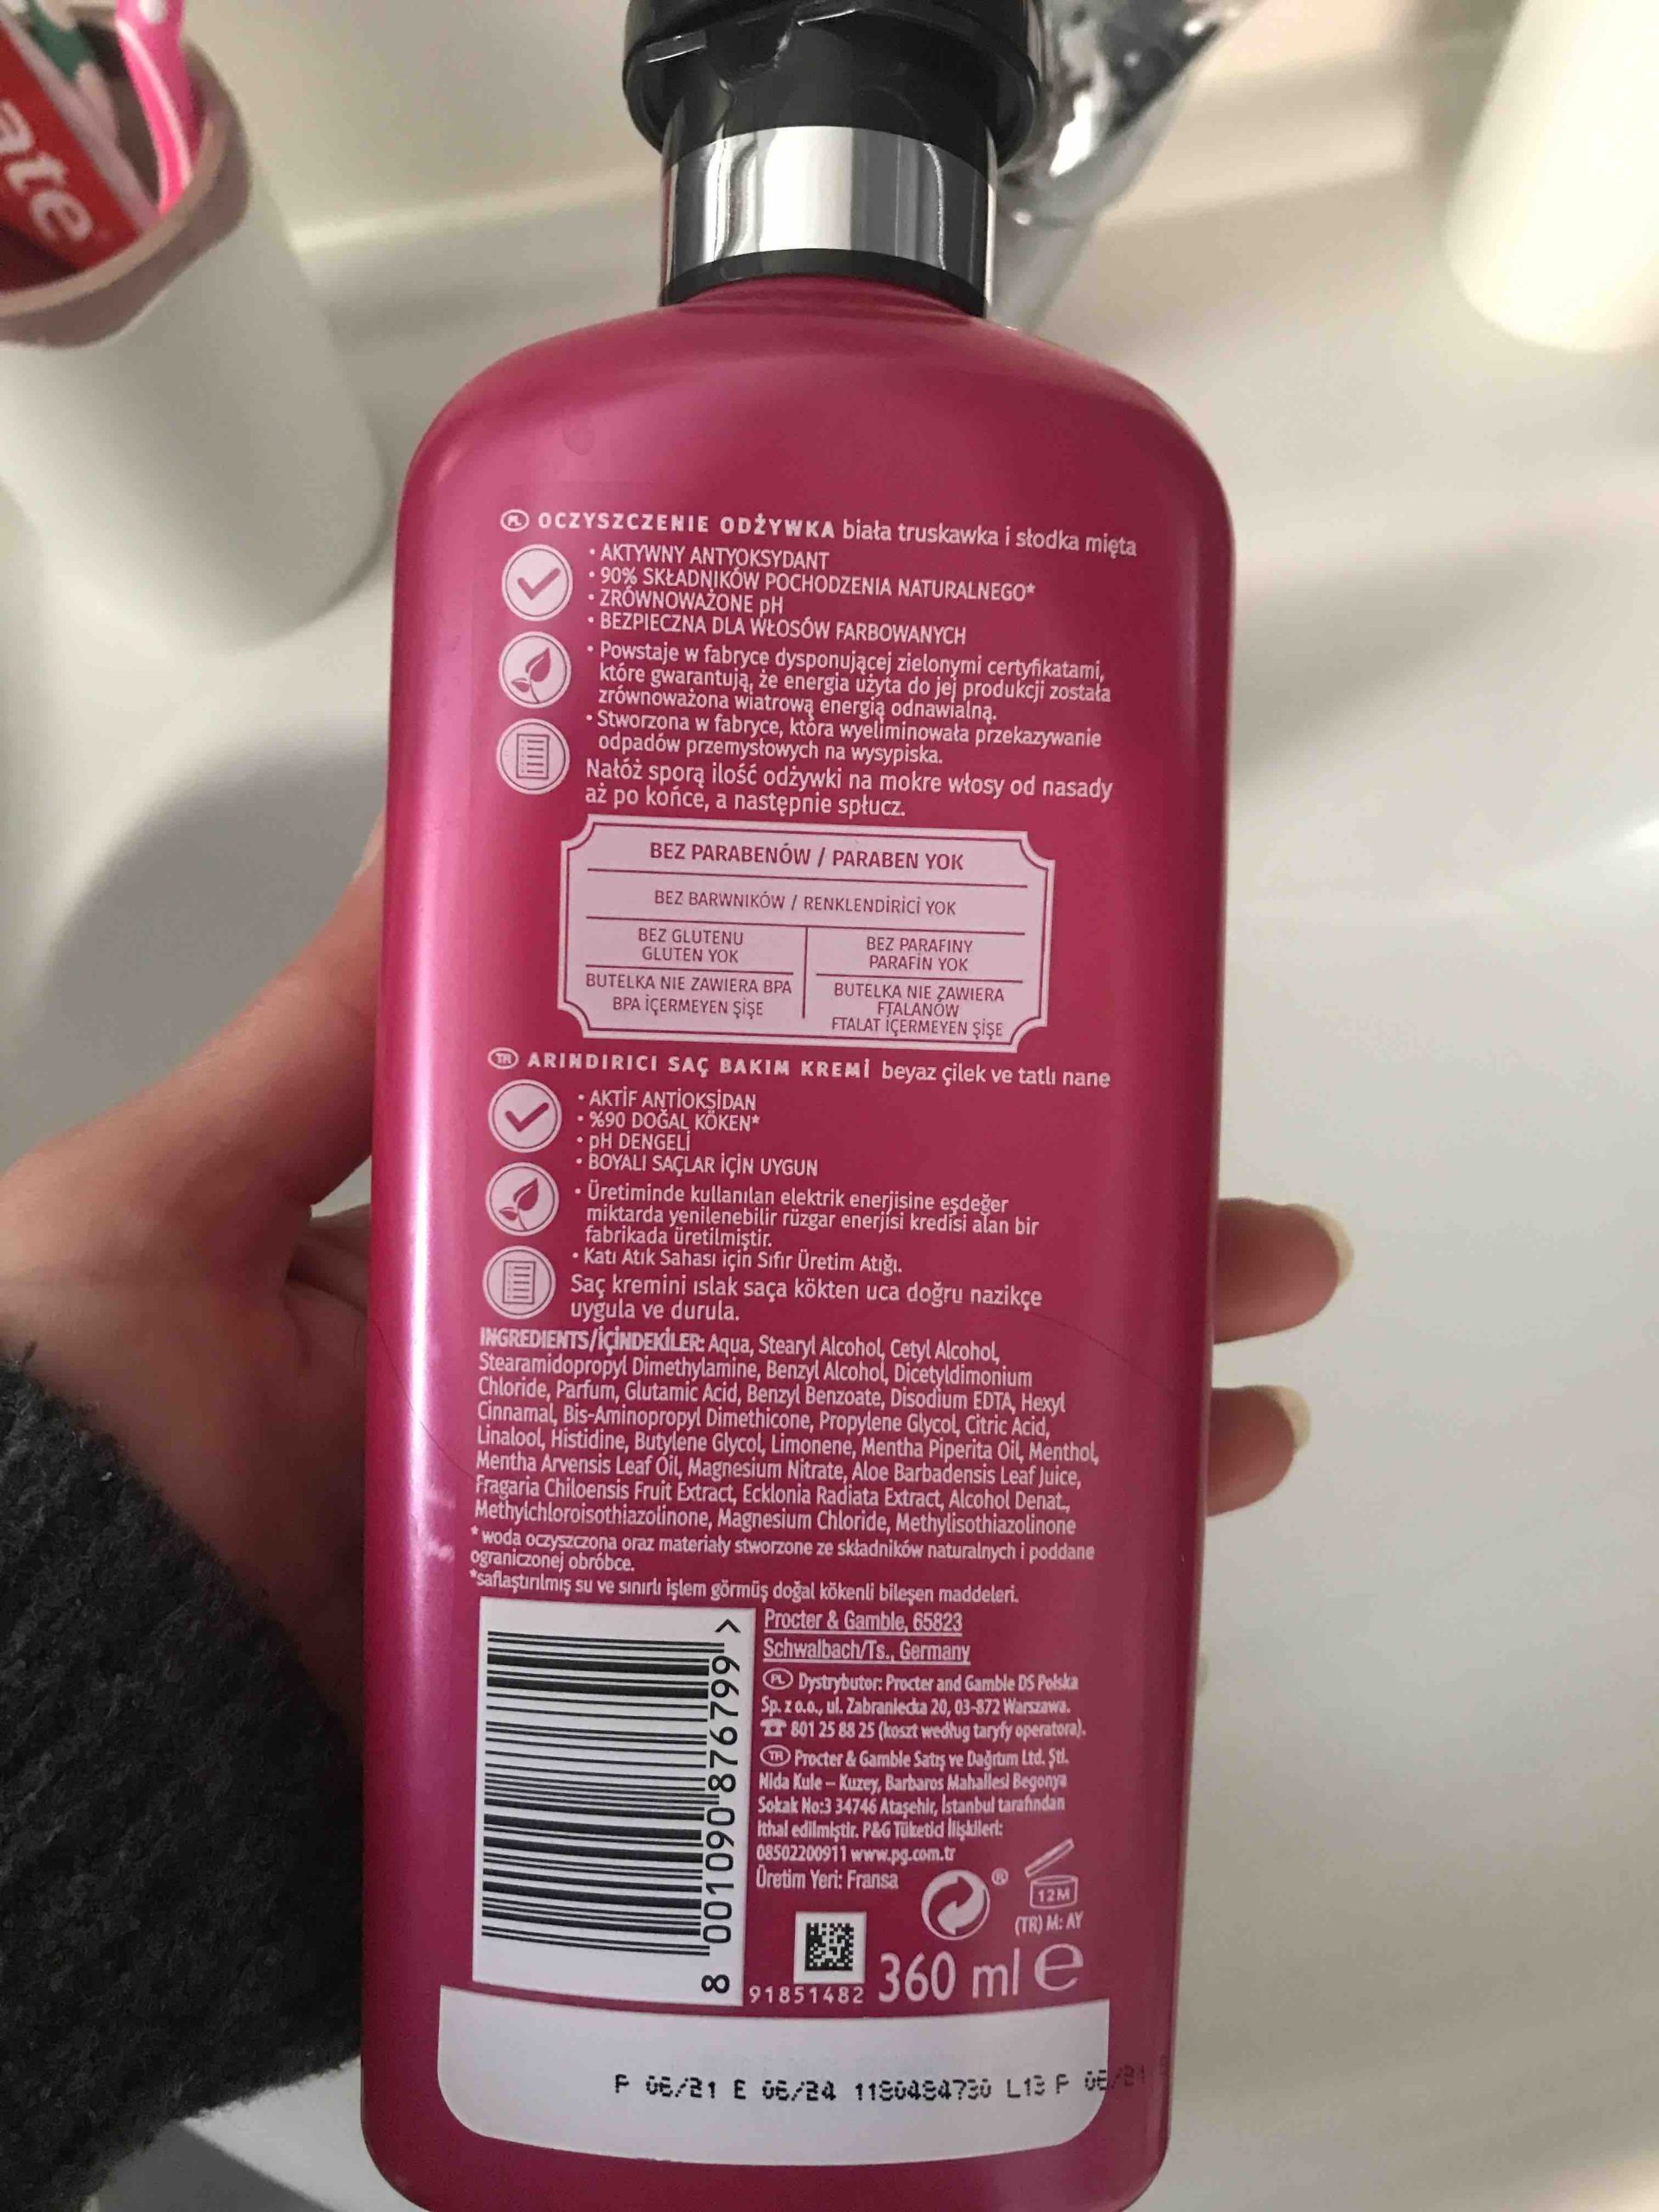 ate
PL OCZYSZCZENIE ODŻYWKA biała truskawka i słodka mięta
• AKTYWNY ANTYOKSYDANT
• 90% SKŁADNIKÓW POCHODZENIA NATURALNEGO*
• ZRÓWNOWAŻONE pH
• BEZPIECZNA DLA WŁOSÓW FARBOWANYCH
• Powstaje w fabryce dysponującej zielonymi certyfikatami,
które gwarantują, że energia użyta do jej produkcji została
zrównoważona wiatrową energią odnawialną.
• Stworzona w fabryce, która wyeliminowała przekazywanie
odpadów przemysłowych na wysypiska.
Nałóż sporą ilość odżywki na mokre włosy od nasady
aż po końce, a następnie spłucz.
BEZ PARABENÓW / PARABEN YOK
BEZ BARWNIKÓW / RENKLENDİRİCİ YOK
BEZ GLUTENU
GLUTEN YOK
BEZ PARAFINY
PARAFİN YOK
BUTELKA NIE ZAWIERA BPA
BPA İÇERMEYEN ŞİŞE
BUTELKA NIE ZAWIERA
FTALANÓW
FTALAT İÇERMEYEN ŞİŞE
TR ARINDIRICI SAÇ BAKIM KREMİ beyaz çilek ve tatlı nane
• AKTİF ANTİOKSİDAN
• %90 DOĞAL KÖKEN*
• pH DENGELİ
• BOYALI SAÇLAR İÇİN UYGUN
• Üretiminde kullanılan elektrik enerjisine eşdeğer
miktarda yenilenebilir rüzgar enerjisi kredisi alan bir
fabrikada üretilmiştir.
• Katı Atık Sahası için Sıfır Üretim Atığı.
Saç kremini ıslak saça kökten uca doğru nazikçe
uygula ve durula.
INGREDIENTS/İÇİNDEKİLER: Aqua, Stearyl Alcohol, Cetyl Alcohol,
Stearamidopropyl Dimethylamine, Benzyl Alcohol, Dicetyldimonium
Chloride, Parfum, Glutamic Acid, Benzyl Benzoate, Disodium EDTA, Hexyl
Cinnamal, Bis-Aminopropyl Dimethicone, Propylene Glycol, Citric Acid,
Linalool, Histidine, Butylene Glycol, Limonene, Mentha Piperita Oil, Menthol,
Mentha Arvensis Leaf Oil, Magnesium Nitrate, Aloe Barbadensis Leaf Juice,
Fragaria Chiloensis Fruit Extract, Ecklonia Radiata Extract, Alcohol Denat.,
Methylchloroisothiazolinone, Magnesium Chloride, Methylisothiazolinone
* woda oczyszczona oraz materiały stworzone ze składników naturalnych i poddane
ograniczonej obróbce.
*saflaştırılmış su ve sınırlı işlem görmüş doğal kökenli bileşen maddeleri.
Procter & Gamble, 65823
Schwalbach/Ts., Germany
PL Dystrybutor: Procter and Gamble DS Polska
Sp. z o.o., ul. Zabraniecka 20, 03-872 Warszawa.
☎ 801 25 88 25 (koszt według taryfy operatora).
TR Procter & Gamble Satış ve Dağıtım Ltd. Şti.
Nida Kule – Kuzey, Barbaros Mahallesi Begonya
Sokak No:3 34746 Ataşehir, İstanbul tarafından
ithal edilmiştir. P&G Tüketici İlişkileri:
08502200911 www.pg.com.tr
Üretim Yeri: Fransa
®
12M
(TR) M: AY
8 001090 876799 >
91851482
360 ml e
P 06/21 E 06/24 1180484730 L13 P 06/21